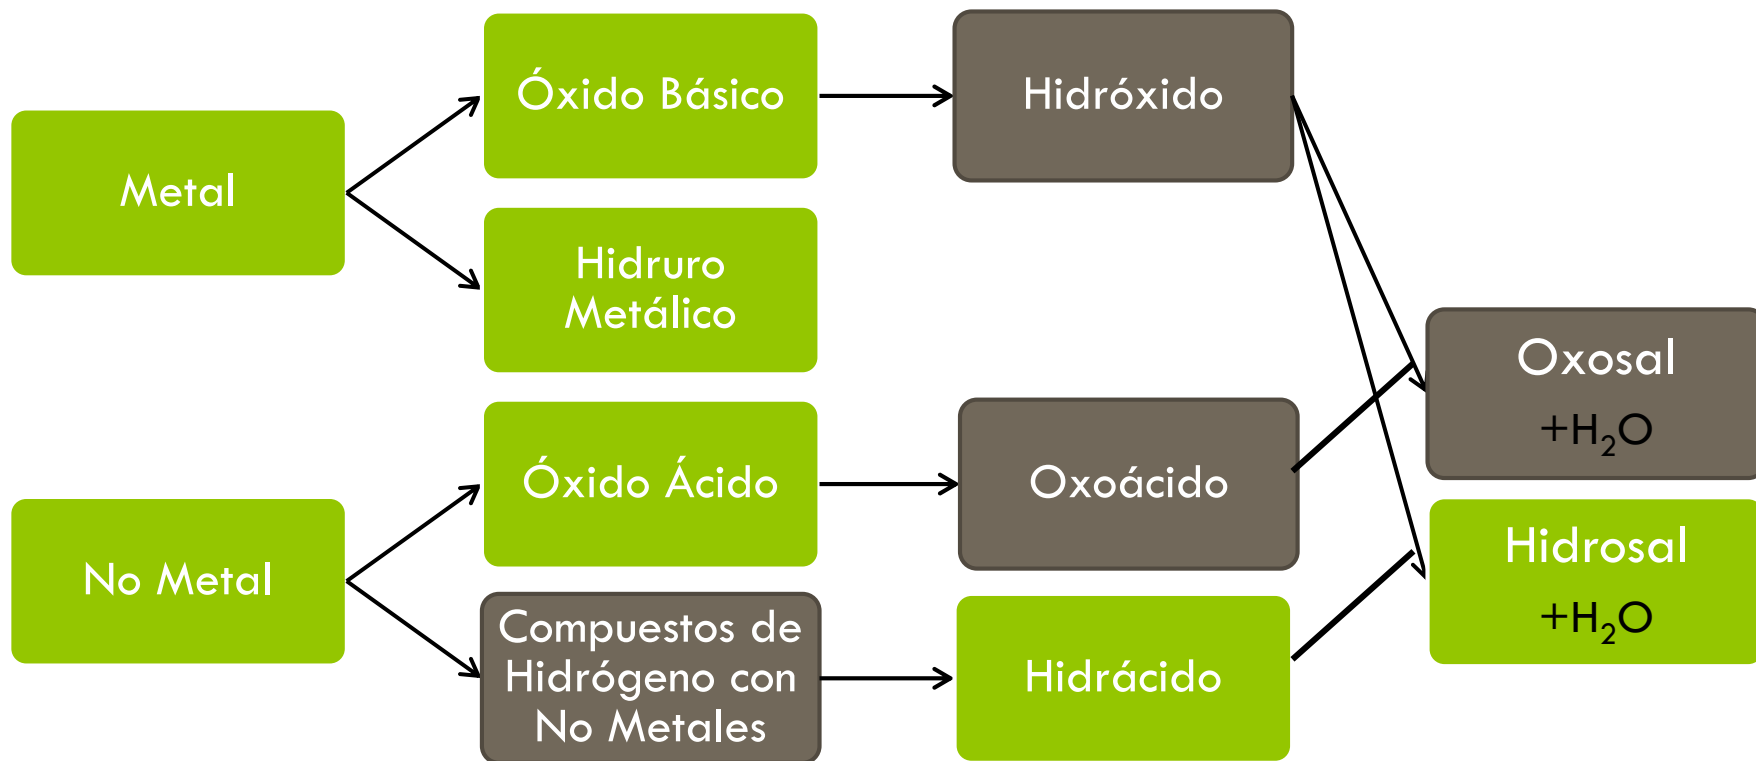 Óxido Básico
Hidróxido
Metal
Hidruro
Metálico
Oxosal
+H₂O
Óxido Ácido
Oxoácido
No Metal
Hidrosal
+H₂O
Compuestos de
Hidrógeno con
No Metales
Hidrácido